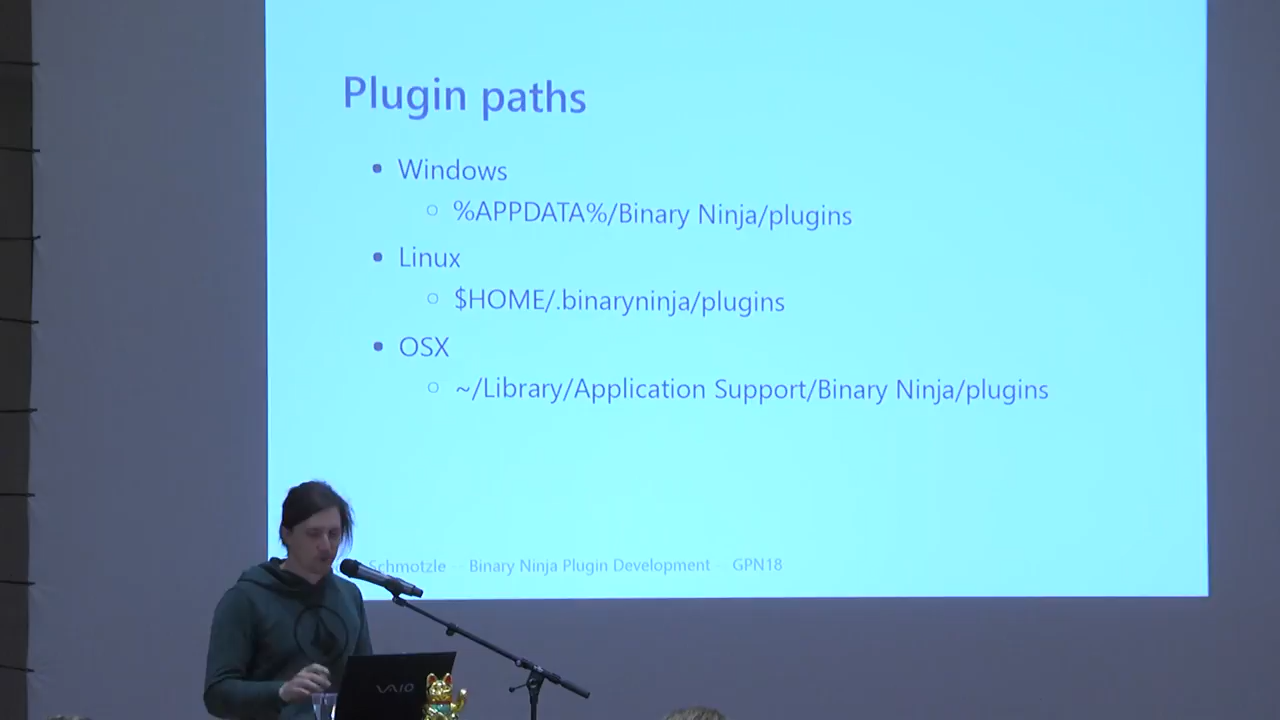 Plugin paths
• Windows
○ %APPDATA%/Binary Ninja/plugins
• Linux
○ $HOME/.binaryninja/plugins
• OSX
○ ~/Library/Application Support/Binary Ninja/plugins
Schmotzle — Binary Ninja Plugin Development — GPN18
VAIO